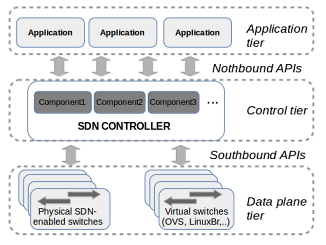 Application
Application
Application
Application
tier
Nothbound APIs
Component1
Component2
Component3
...
SDN CONTROLLER
Control tier
Southbound APIs
Physical SDN-
enabled switches
Virtual switches
(OVS, LinuxBr,..)
Data plane
tier